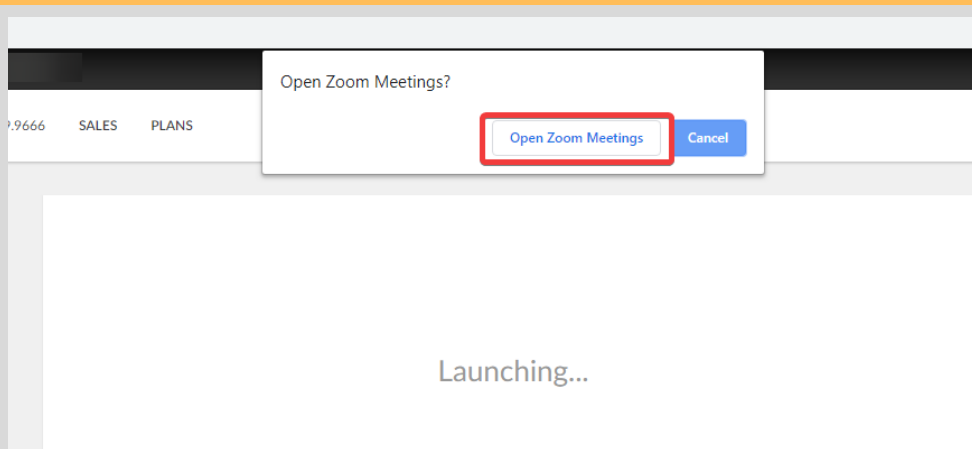 Open Zoom Meetings?
Open Zoom Meetings Cancel
.9666 SALES PLANS
Launching...